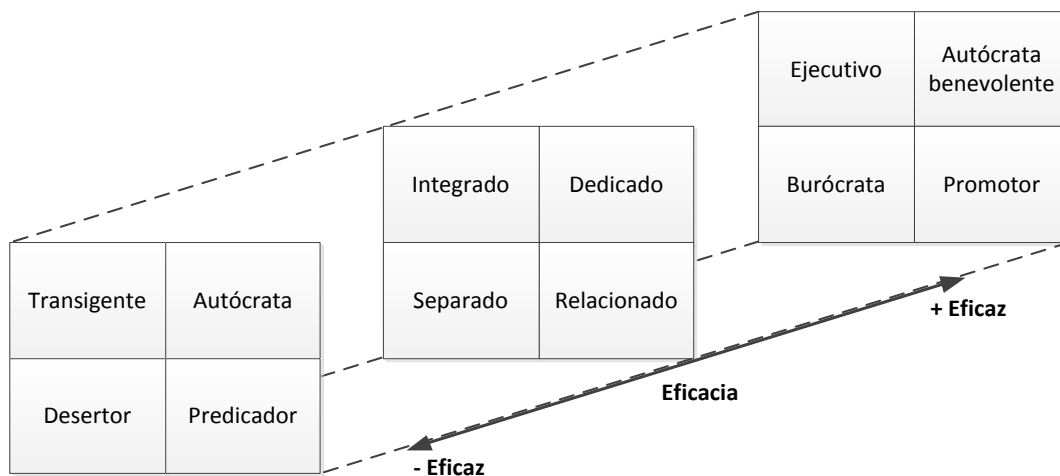 Ejecutivo
Autócrata
benevolente
Burócrata
Promotor
Integrado
Dedicado
Separado
Relacionado
Transigente
Autócrata
Desertor
Predicador
+ Eficaz
Eficacia
- Eficaz